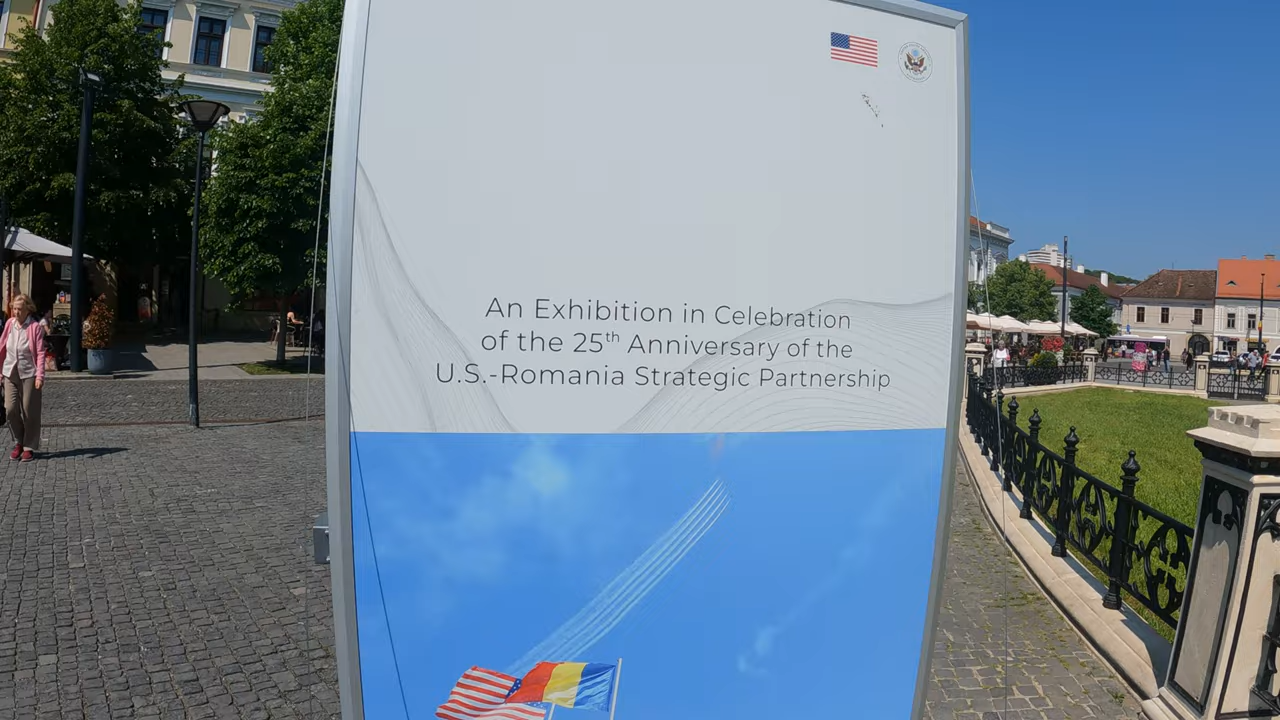 An Exhibition in Celebration
of the 25th Anniversary of the
U.S.-Romania Strategic Partnership